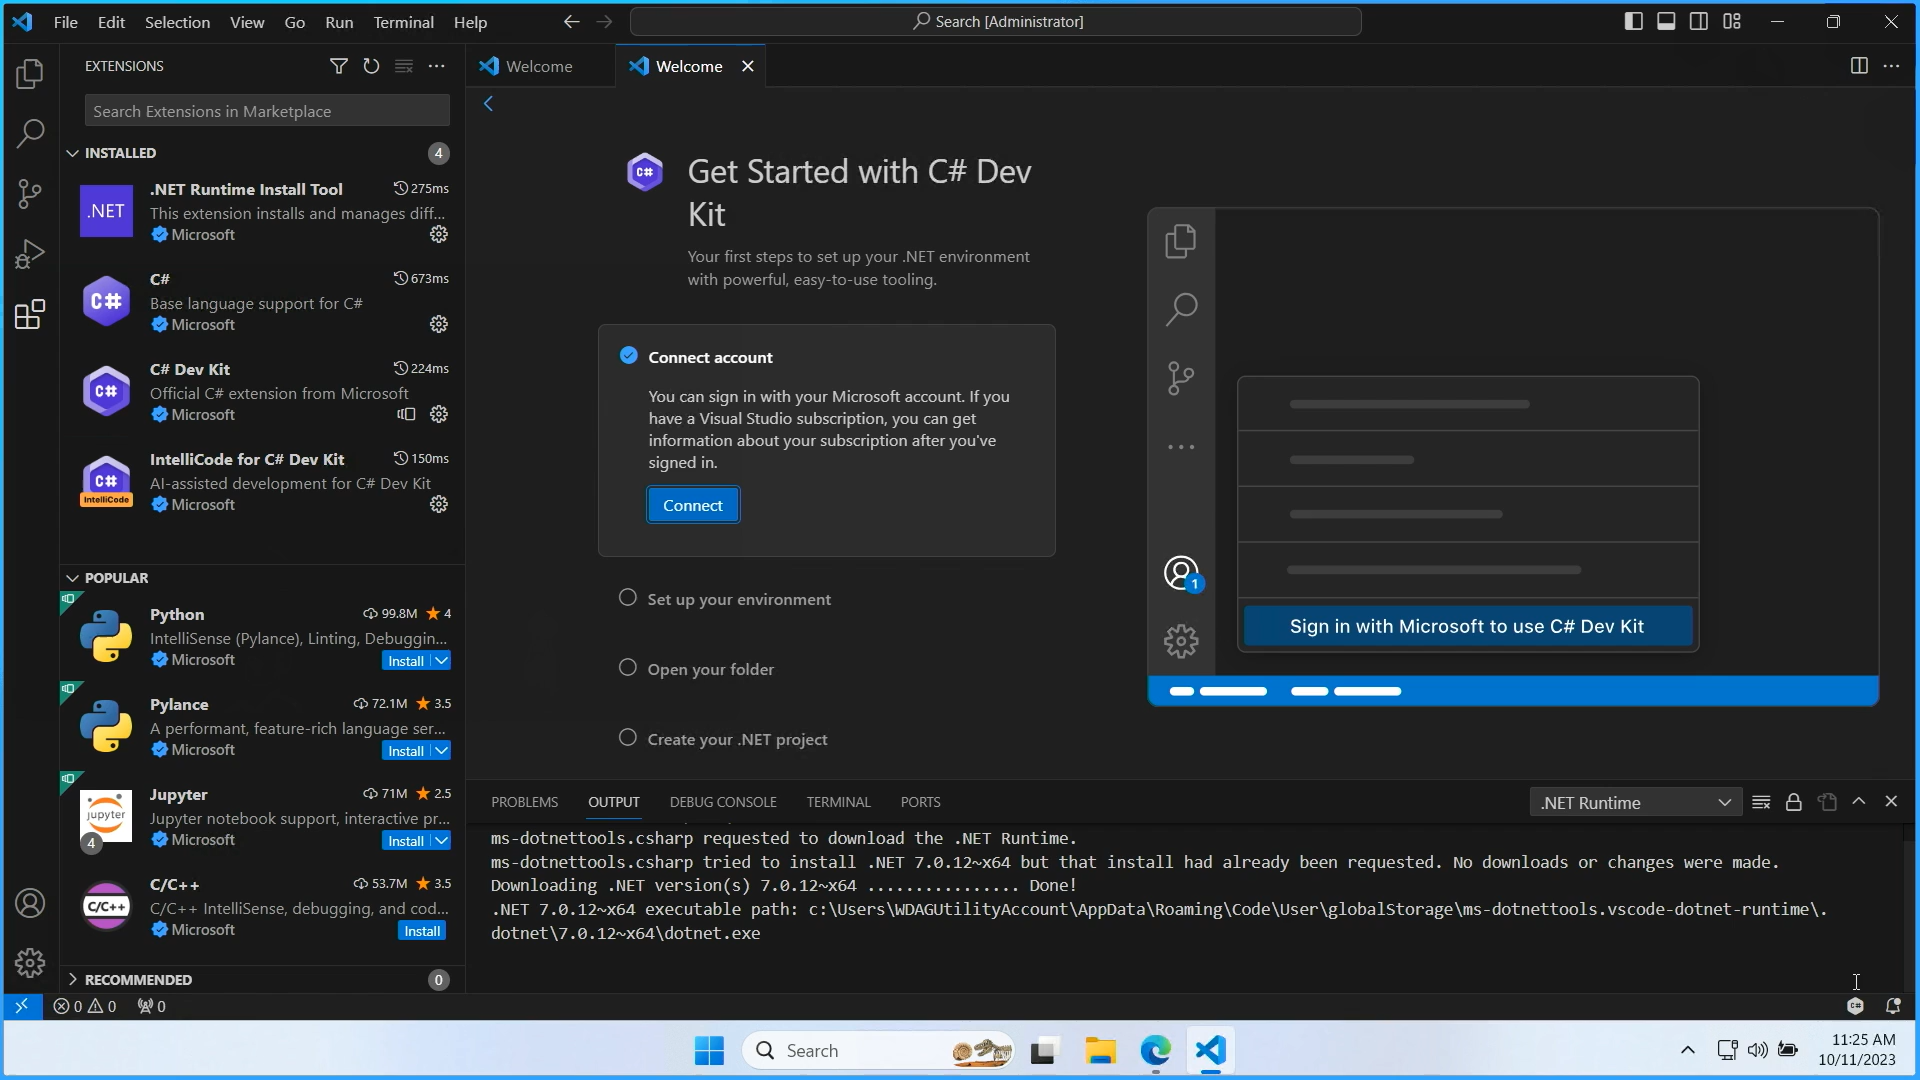 File Edit Selection View Go Run Terminal Help
Search [Administrator]
EXTENSIONS
Welcome
Welcome
Search Extensions in Marketplace
INSTALLED 4
.NET
.NET Runtime Install Tool 275ms
This extension installs and manages diff...
Microsoft
C#
C# 673ms
Base language support for C#
Microsoft
C#
C# Dev Kit 224ms
Official C# extension from Microsoft
Microsoft
C#
IntelliCode
IntelliCode for C# Dev Kit 150ms
AI-assisted development for C# Dev Kit
Microsoft
POPULAR
Python 99.8M 4
IntelliSense (Pylance), Linting, Debuggin...
Microsoft Install
Pylance 72.1M 3.5
A performant, feature-rich language ser...
Microsoft Install
jupyter
4
Jupyter 71M 2.5
Jupyter notebook support, interactive pr...
Microsoft Install
C/C++
C/C++ 53.7M 3.5
C/C++ IntelliSense, debugging, and cod...
Microsoft Install
RECOMMENDED 0
C#
Get Started with C# Dev
Kit
Your first steps to set up your .NET environment
with powerful, easy-to-use tooling.
Connect account
You can sign in with your Microsoft account. If you
have a Visual Studio subscription, you can get
information about your subscription after you've
signed in.
Connect
Set up your environment
Open your folder
Create your .NET project
1
Sign in with Microsoft to use C# Dev Kit
PROBLEMS OUTPUT DEBUG CONSOLE TERMINAL PORTS
.NET Runtime
ms-dotnettools.csharp requested to download the .NET Runtime.
ms-dotnettools.csharp tried to install .NET 7.0.12~x64 but that install had already been requested. No downloads or changes were made.
Downloading .NET version(s) 7.0.12~x64 ................ Done!
.NET 7.0.12~x64 executable path: c:\Users\WDAGUtilityAccount\AppData\Roaming\Code\User\globalStorage\ms-dotnettools.vscode-dotnet-runtime\.
dotnet\7.0.12~x64\dotnet.exe
0 0 0
Search
11:25 AM
10/11/2023